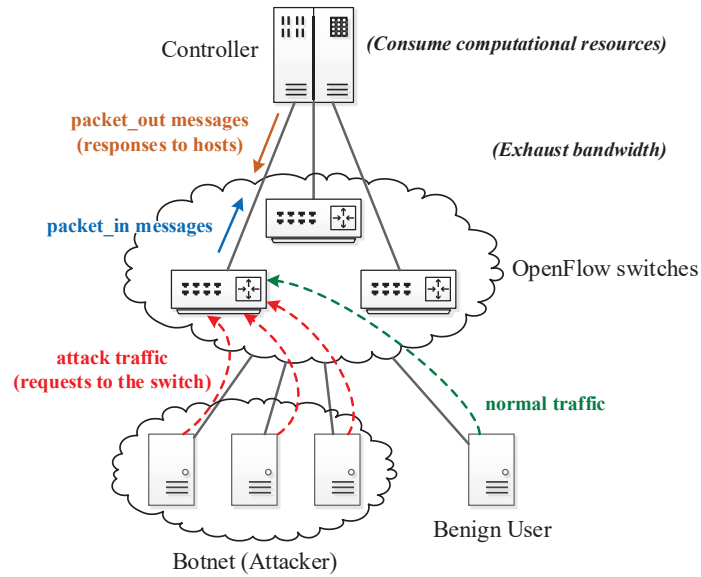 Controller
(Consume computational resources)
packet_out messages
(responses to hosts)
(Exhaust bandwidth)
packet_in messages
OpenFlow switches
attack traffic
(requests to the switch)
normal traffic
Benign User
Botnet (Attacker)